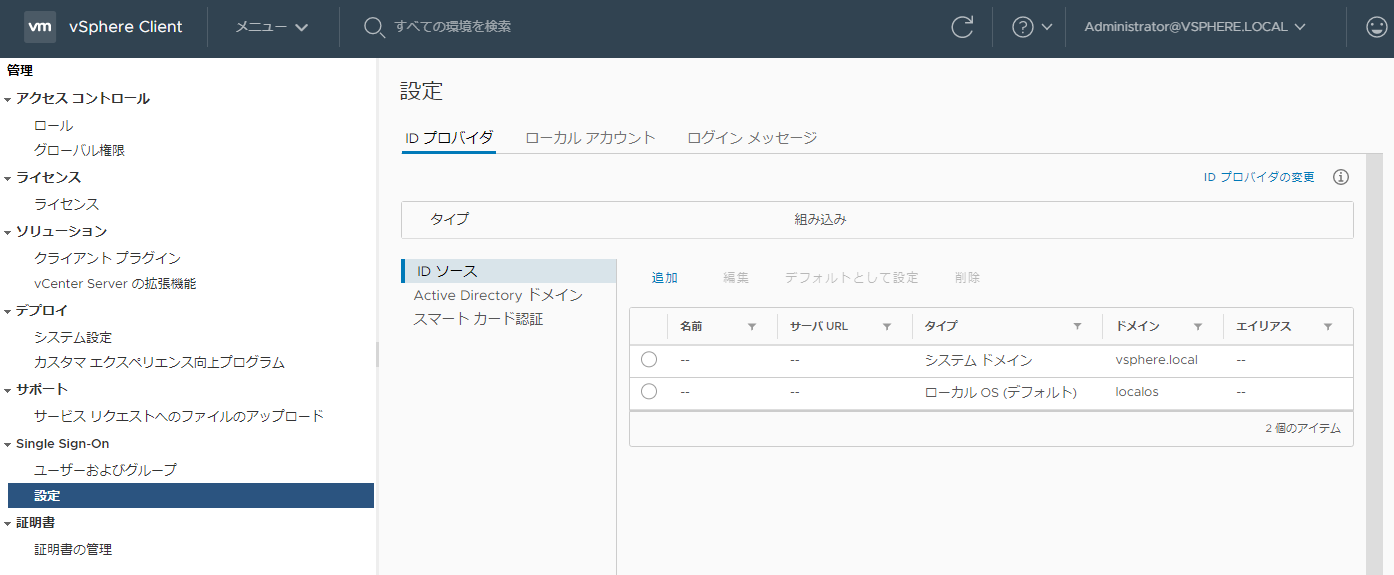 vm vSphere Client メニュー すべての環境を検索 Administrator@VSPHERE.LOCAL
管理
アクセス コントロール
ロール
グローバル権限
ライセンス
ライセンス
ソリューション
クライアント プラグイン
vCenter Server の拡張機能
デプロイ
システム設定
カスタマ エクスペリエンス向上プログラム
サポート
サービス リクエストへのファイルのアップロード
Single Sign-On
ユーザーおよびグループ
設定
証明書
証明書の管理
設定
ID プロバイダ ローカル アカウント ログイン メッセージ
ID プロバイダの変更
タイプ 組み込み
ID ソース
Active Directory ドメイン
スマート カード認証
追加 編集 デフォルトとして設定 削除
名前 サーバ URL タイプ ドメイン エイリアス
-- -- システム ドメイン vsphere.local --
-- -- ローカル OS (デフォルト) localos --
2 個のアイテム